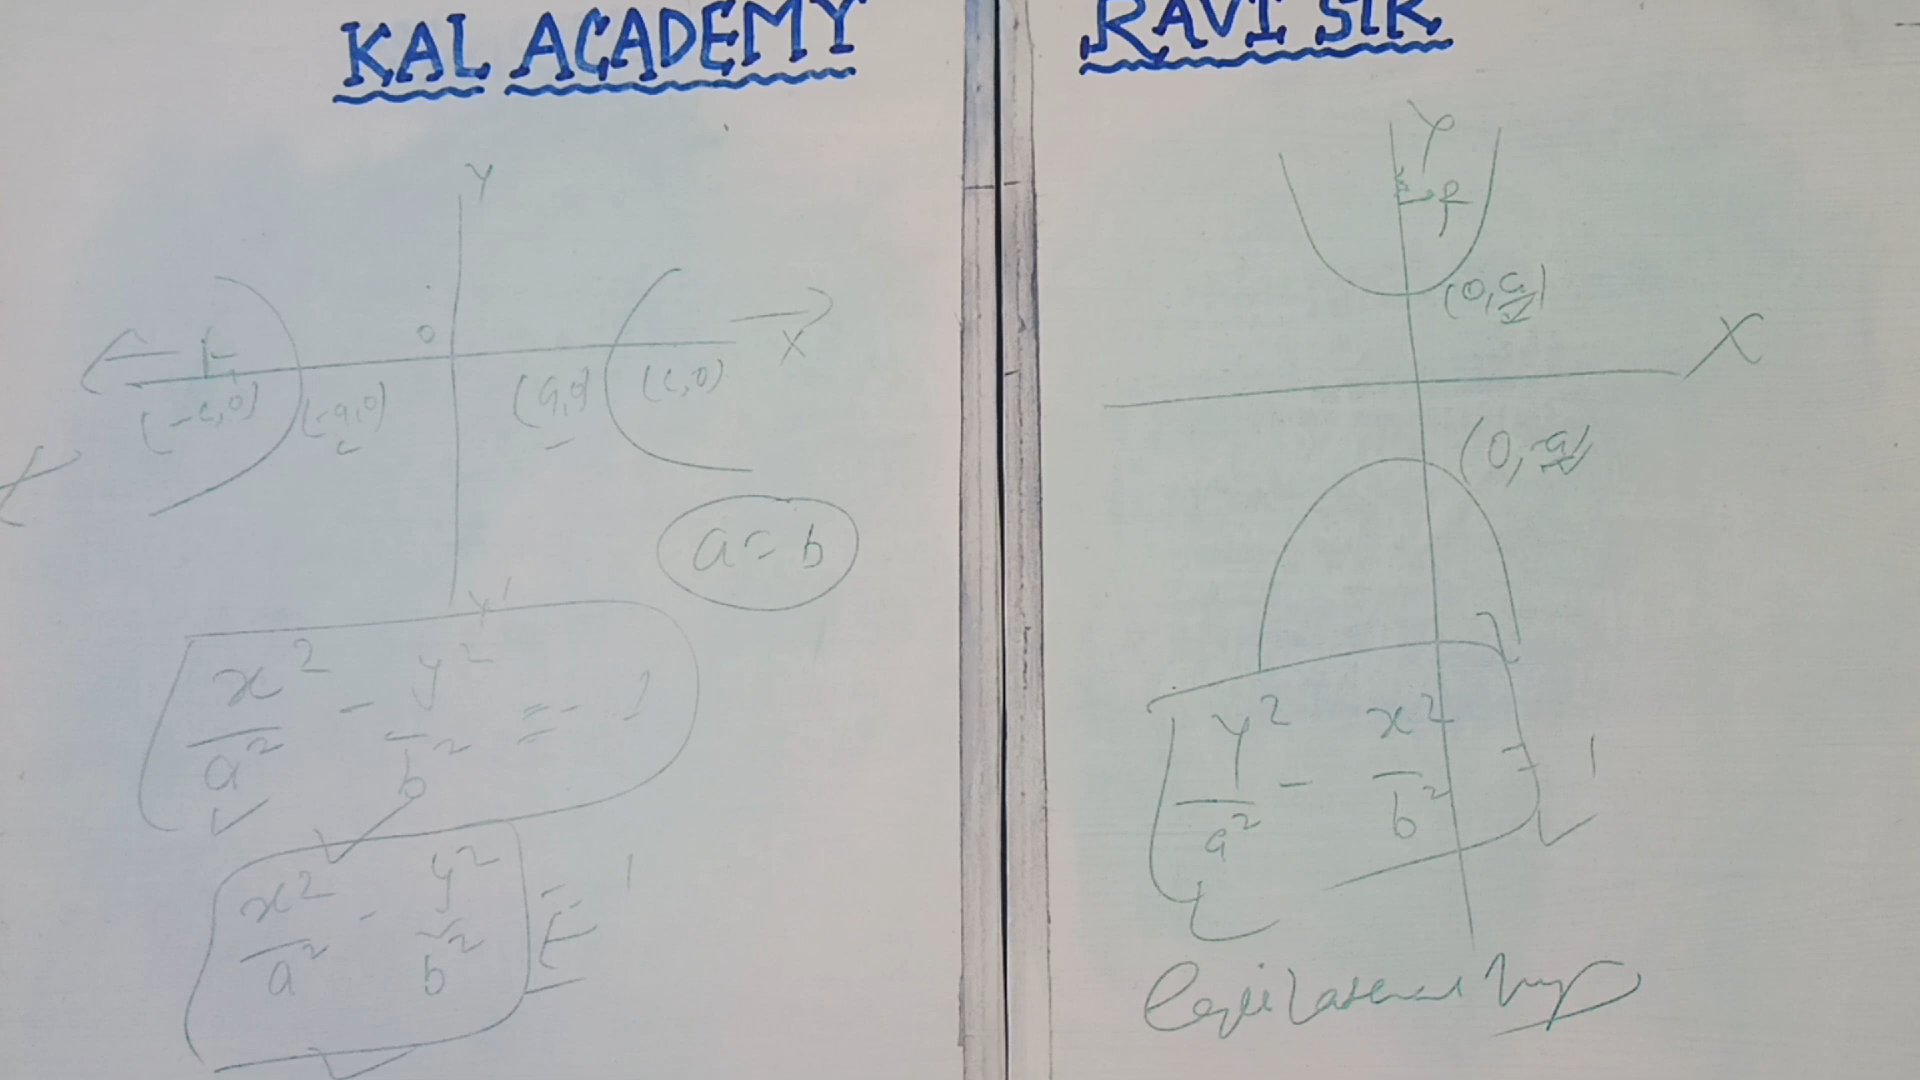 KAL ACADEMY
Y
O
X
(-c,0)
(-a,0)
(a,0)
(c,0)
a = b
Y'
x² / a² - y² / b² = - 1
x² / a² - y² / b²
1
RAVI SIR
Y
(0,a)
X
(0,-a)
y² / a² - x² / b² = 1